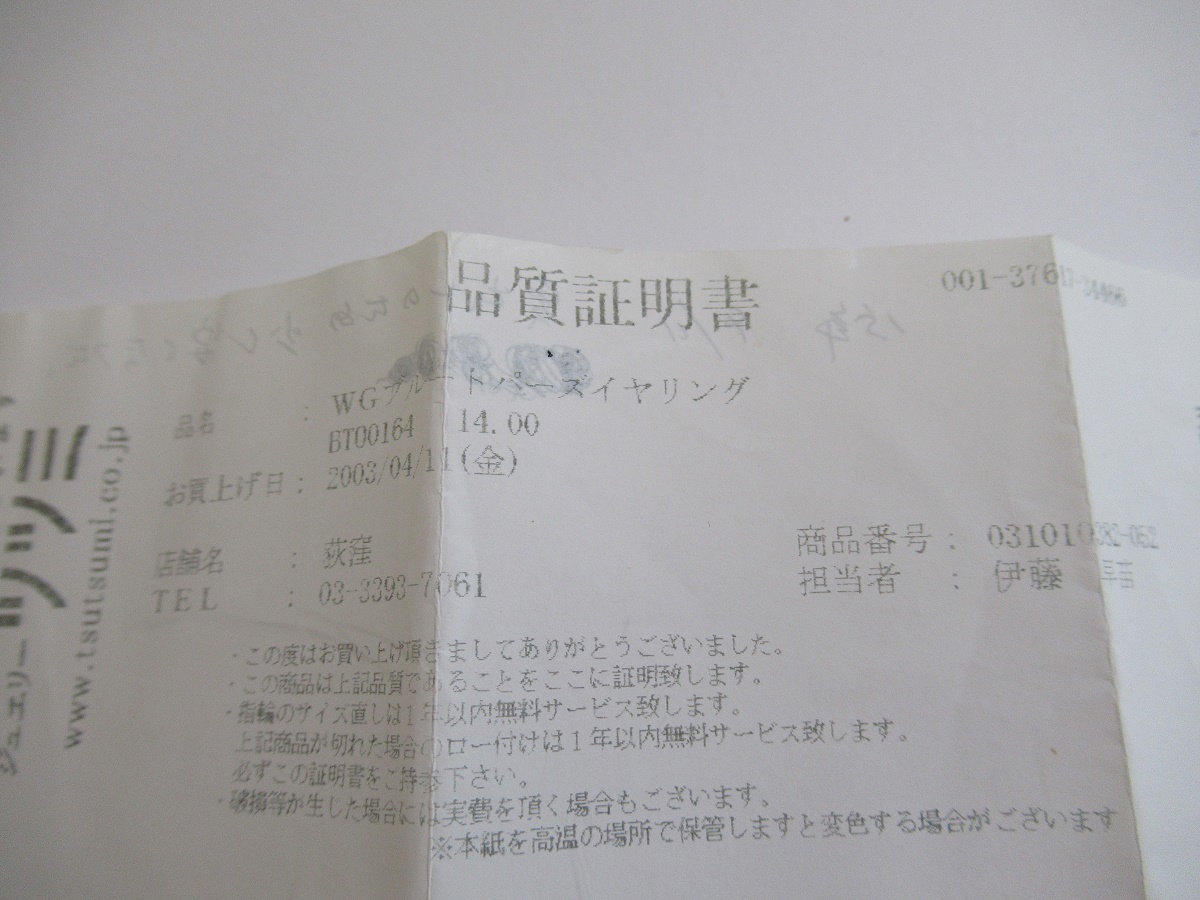 品質証明書
001-376
品名 : WGブルートパーズイヤリング
BT00164 14.00
お買上げ日 : 2003/04/11(金)
店舗名 : 荻窪
TEL : 03-3393-7061
商品番号 : 031010382-052
担当者 : 伊藤 早苗
・この度はお買い上げ頂きましてありがとうございました。
・この商品は上記品質であることをここに証明致します。
・指輪のサイズ直しは1年以内無料サービス致します。
上記商品が切れた場合のロー付けは1年以内無料サービス致します。
必ずこの証明書をご持参下さい。
・破損等が生した場合には実費を頂く場合もございます。
※本紙を高温の場所で保管しますと変色する場合がございます
ジュエリーツツミ
www.tsutsumi.co.jp